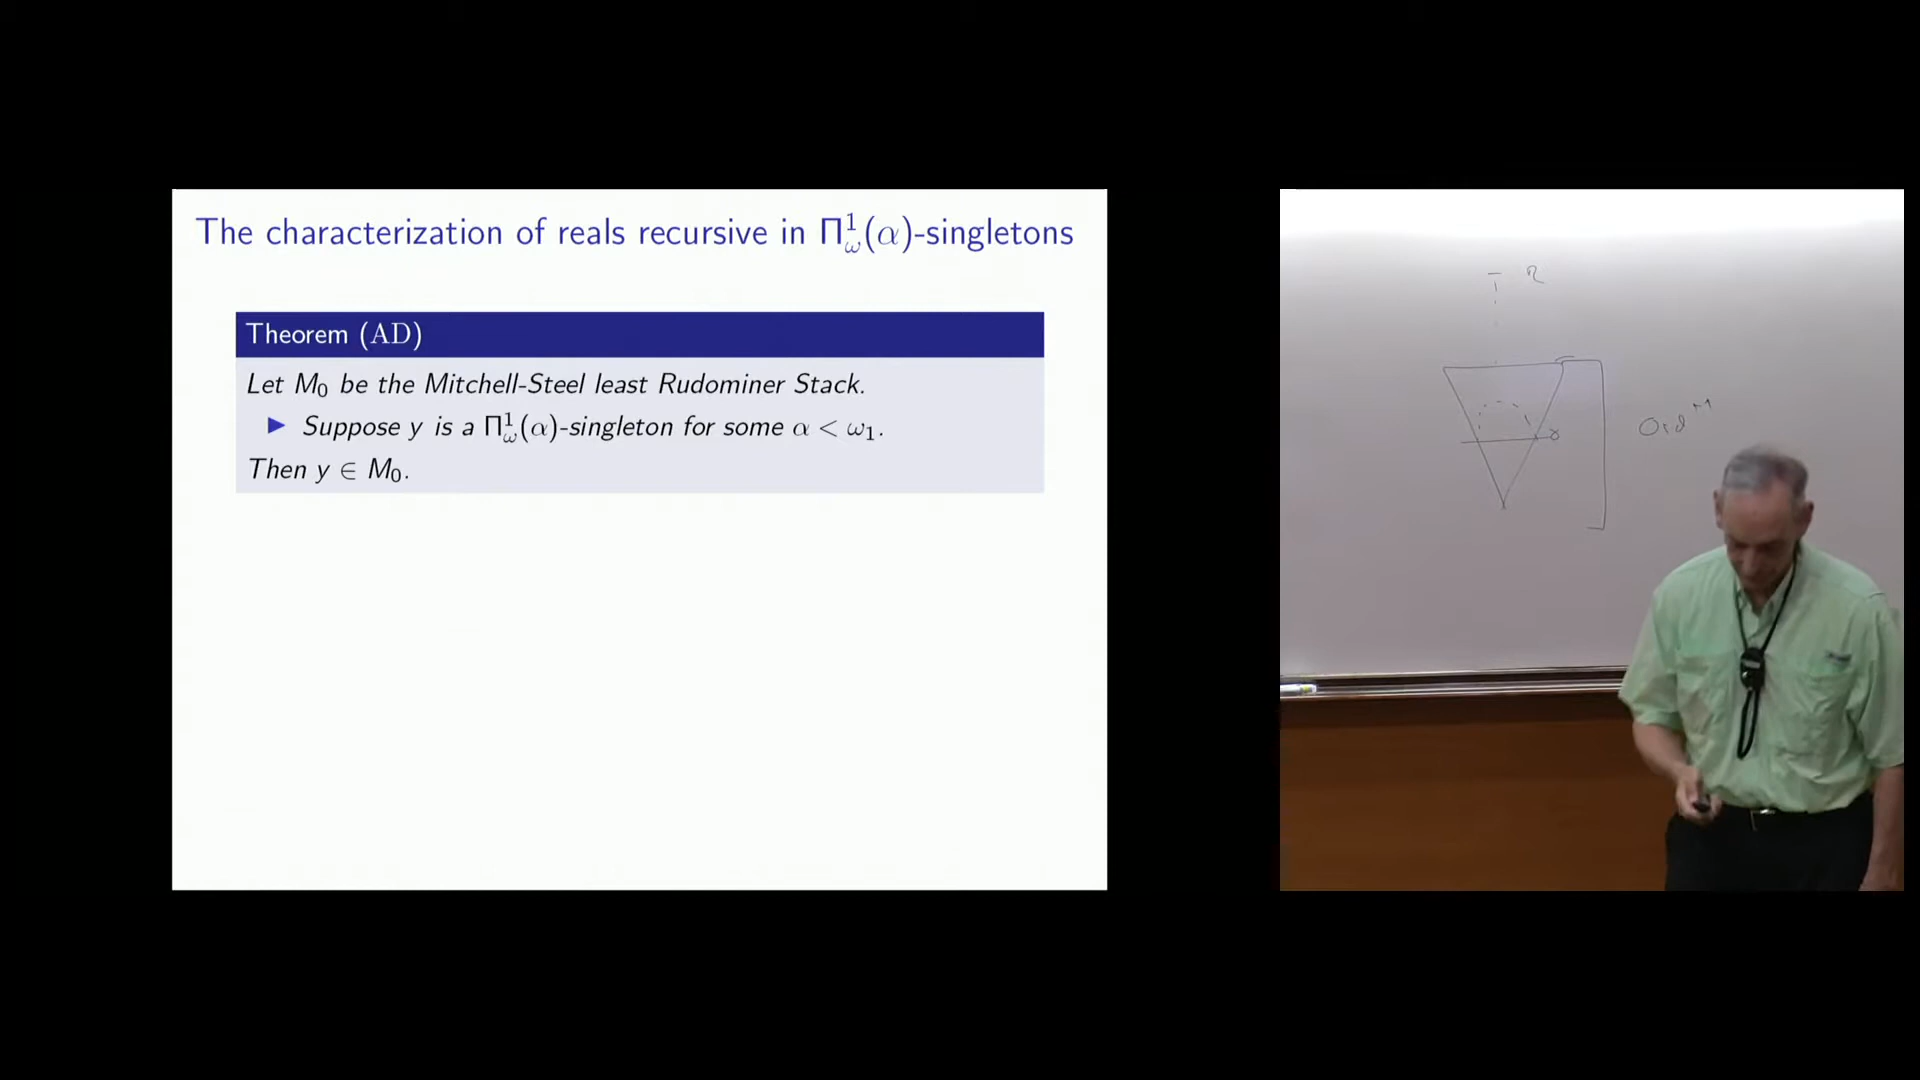 The characterization of reals recursive in Π¹_ω(α)-singletons
Theorem (AD)
Let M₀ be the Mitchell-Steel least Rudominer Stack.
▶ Suppose y is a Π¹_ω(α)-singleton for some α < ω₁.
Then y ∈ M₀.
η
γ
Ord^M